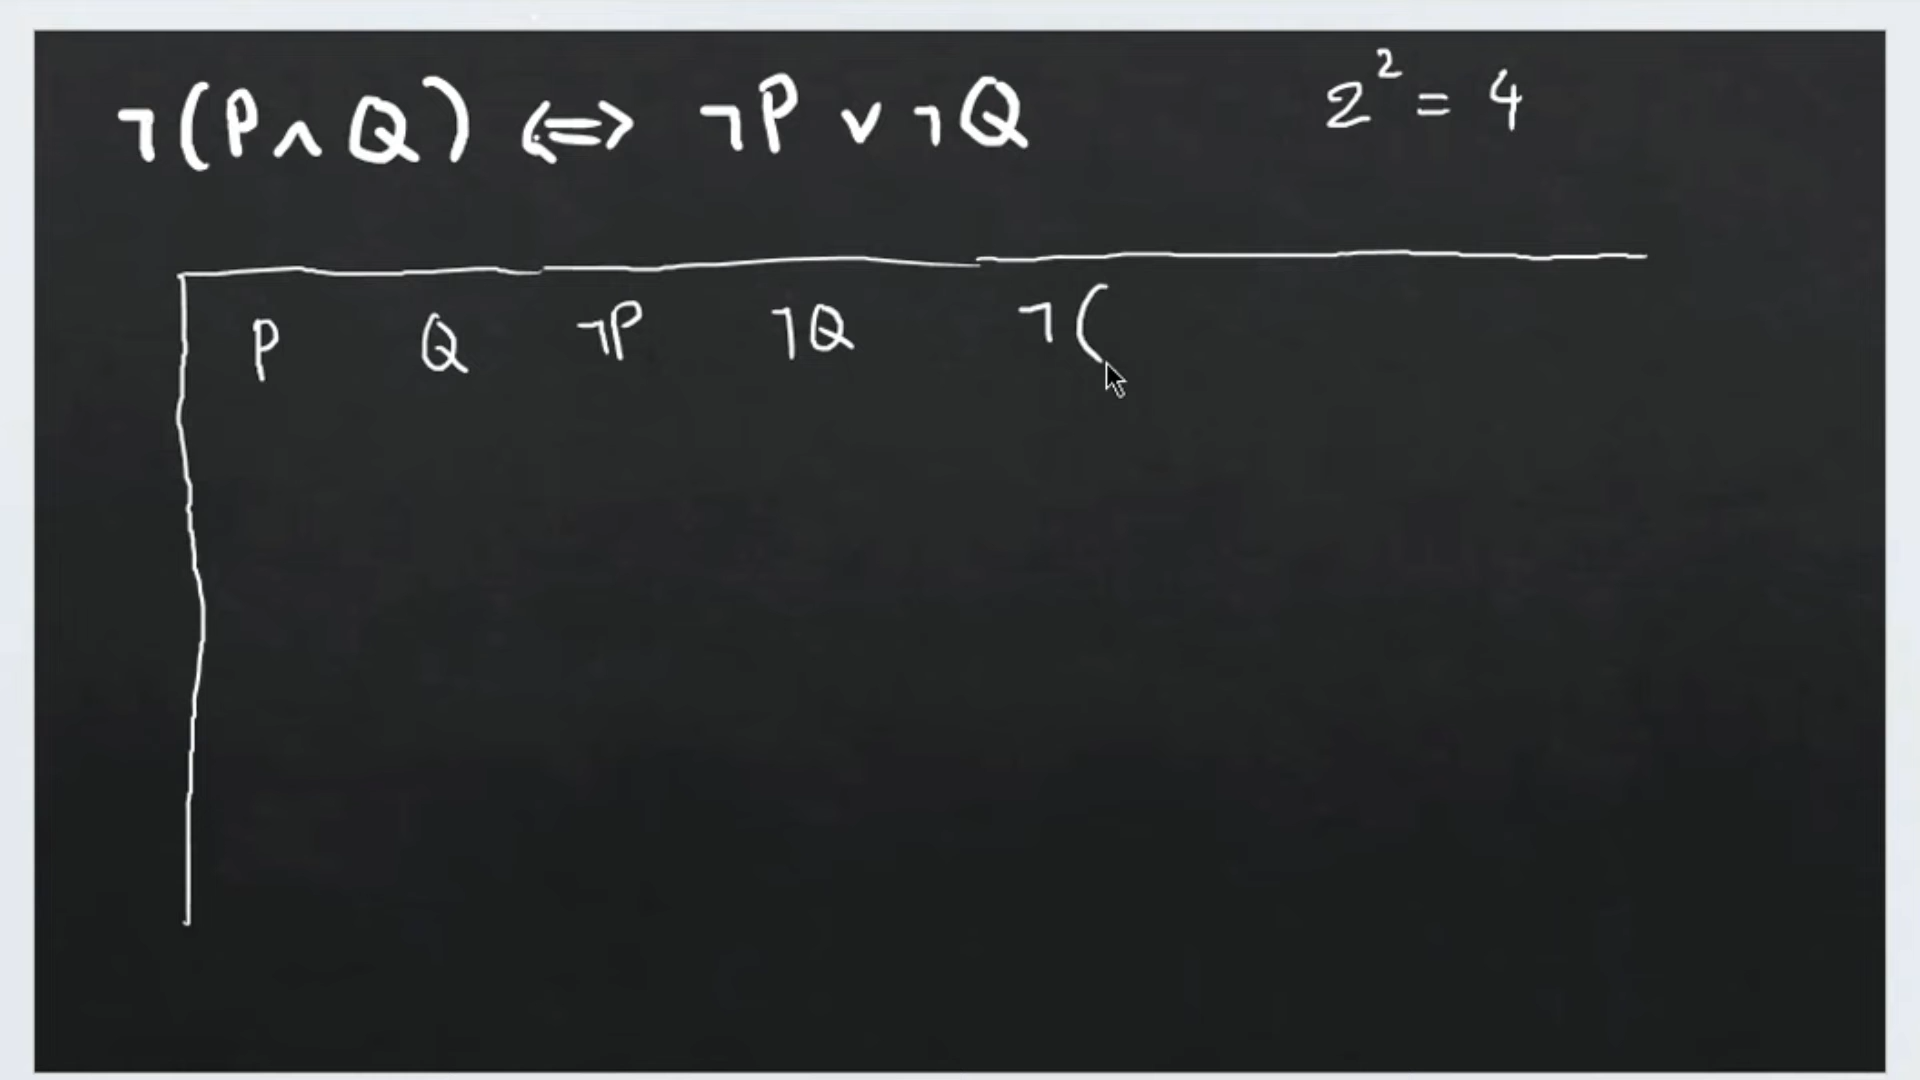 ¬(P∧Q) ⇔ ¬P ∨ ¬Q
2² = 4
P Q ¬P ¬Q ¬(